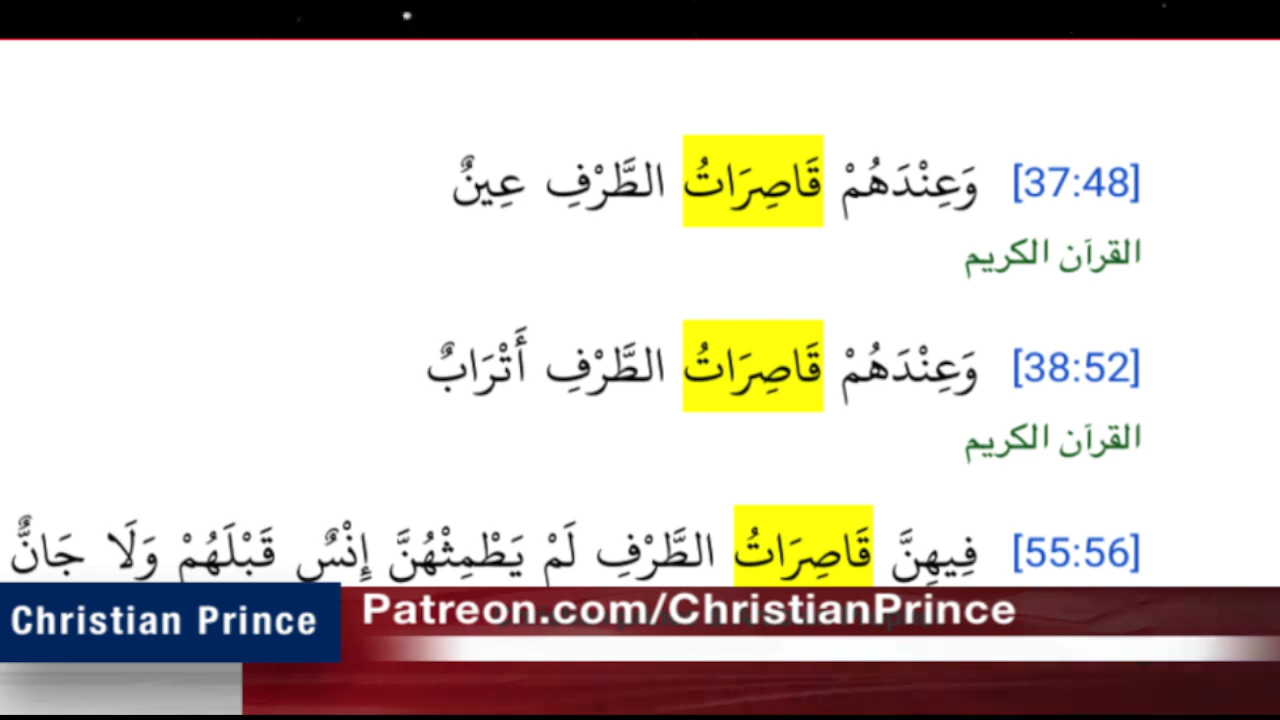 [37:48] وَعِنْدَهُمْ قَاصِرَاتُ الطَّرْفِ عِينٌ
القرآن الكريم
[38:52] وَعِنْدَهُمْ قَاصِرَاتُ الطَّرْفِ أَتْرَابٌ
القرآن الكريم
[55:56] فِيهِنَّ قَاصِرَاتُ الطَّرْفِ لَمْ يَطْمِثْهُنَّ إِنْسٌ قَبْلَهُمْ وَلَا جَانٌّ
Christian Prince
Patreon.com/ChristianPrince